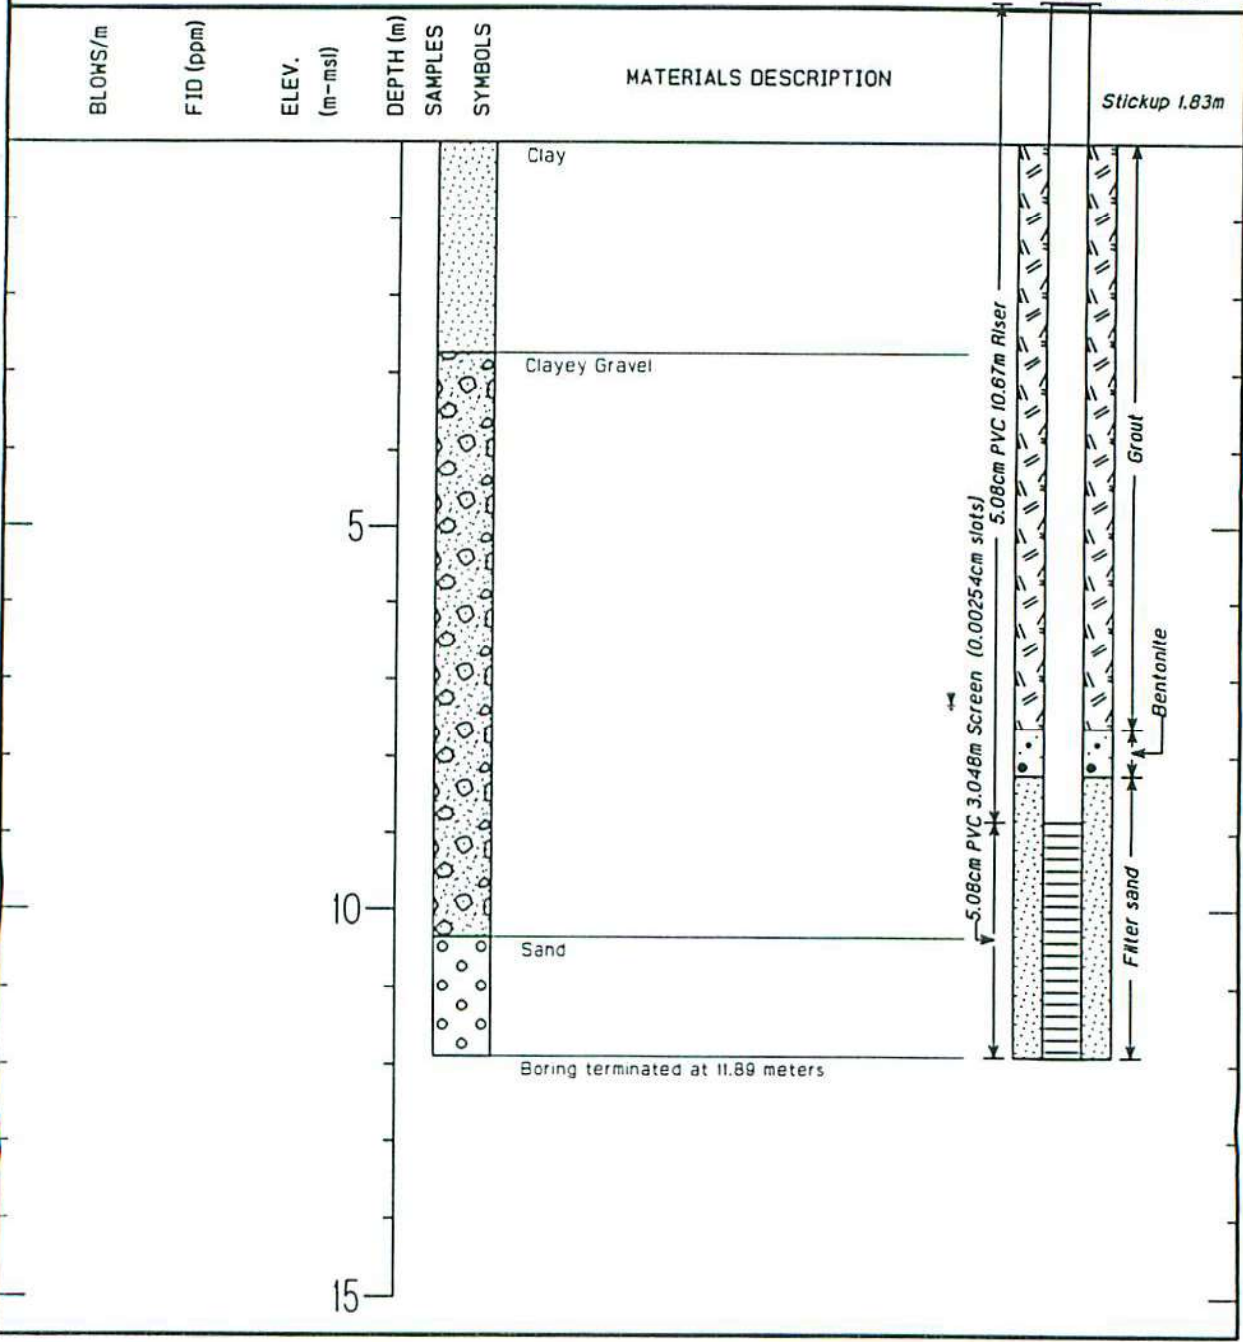 BLOWS/m
FID (ppm)
ELEV.
(m-msl)
DEPTH (m)
SAMPLES
SYMBOLS
MATERIALS DESCRIPTION
Stickup 1.83m
Clay
Clayey Gravel
5
5.08cm PVC 10.67m Riser
Grout
5.08cm PVC 3.048m Screen (0.00254cm slots)
Bentonite
10
Sand
Filter sand
Boring terminated at 11.89 meters
15